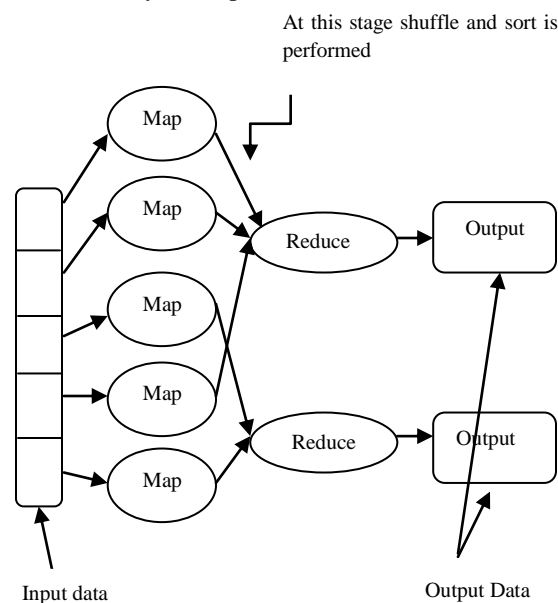 At this stage shuffle and sort is
performed
Map
Map
Reduce
Output
Map
Map
Reduce
Output
Map
Input data
Output Data